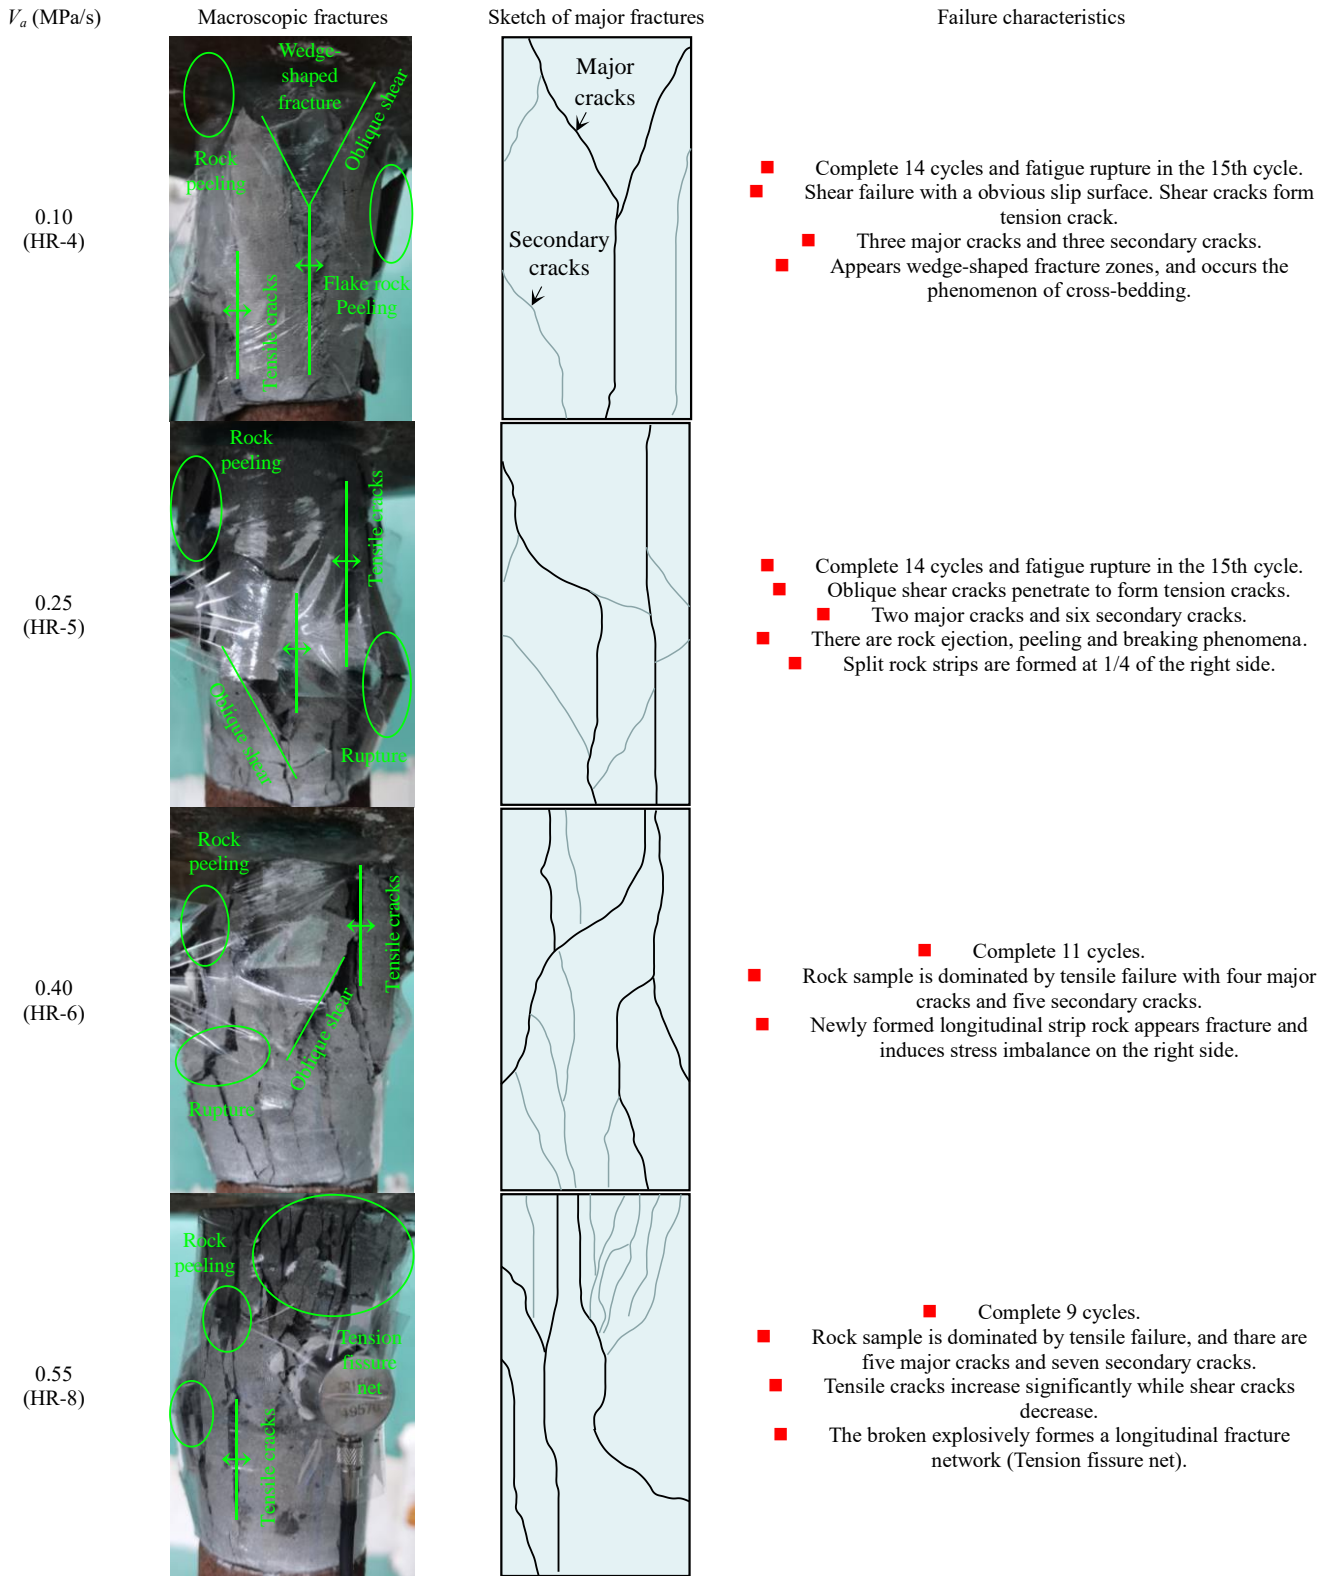 Va (MPa/s)
Macroscopic fractures
Sketch of major fractures
Failure characteristics
0.10
(HR-4)
Wedge-
shaped
fracture
Oblique shear
Rock
peeling
Flake rock
Peeling
Tensile cracks
Major
cracks
Secondary
cracks
Complete 14 cycles and fatigue rupture in the 15th cycle.
Shear failure with a obvious slip surface. Shear cracks form
tension crack.
Three major cracks and three secondary cracks.
Appears wedge-shaped fracture zones, and occurs the
phenomenon of cross-bedding.
0.25
(HR-5)
Rock
peeling
Tensile cracks
Oblique shear
Rupture
Complete 14 cycles and fatigue rupture in the 15th cycle.
Oblique shear cracks penetrate to form tension cracks.
Two major cracks and six secondary cracks.
There are rock ejection, peeling and breaking phenomena.
Split rock strips are formed at 1/4 of the right side.
0.40
(HR-6)
Rock
peeling
Tensile cracks
Oblique shear
Rupture
Complete 11 cycles.
Rock sample is dominated by tensile failure with four major
cracks and five secondary cracks.
Newly formed longitudinal strip rock appears fracture and
induces stress imbalance on the right side.
0.55
(HR-8)
Rock
peeling
Tension
fissure
net
Tensile cracks
Complete 9 cycles.
Rock sample is dominated by tensile failure, and thare are
five major cracks and seven secondary cracks.
Tensile cracks increase significantly while shear cracks
decrease.
The broken explosively formes a longitudinal fracture
network (Tension fissure net).